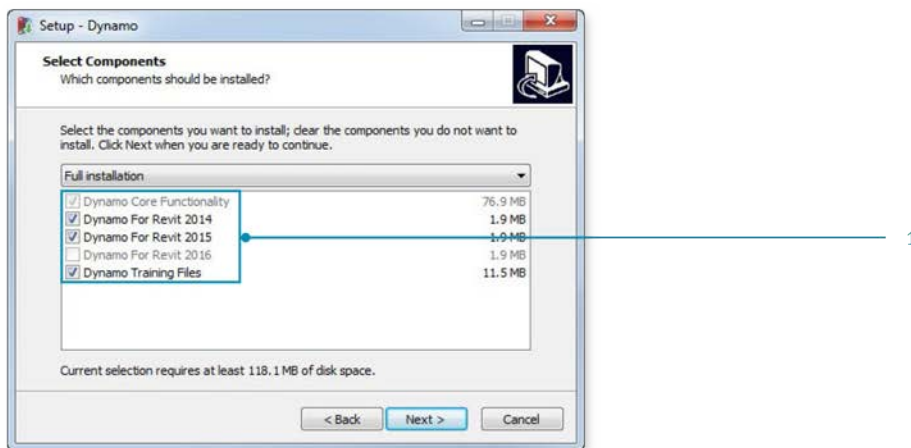 Setup - Dynamo
Select Components
Which components should be installed?
Select the components you want to install; clear the components you do not want to
install. Click Next when you are ready to continue.
Full installation
Dynamo Core Functionality 76.9 MB
Dynamo For Revit 2014 1.9 MB
Dynamo For Revit 2015 1.9 MB
1
Dynamo For Revit 2016 1.9 MB
Dynamo Training Files 11.5 MB
Current selection requires at least 118.1 MB of disk space.
< Back Next > Cancel